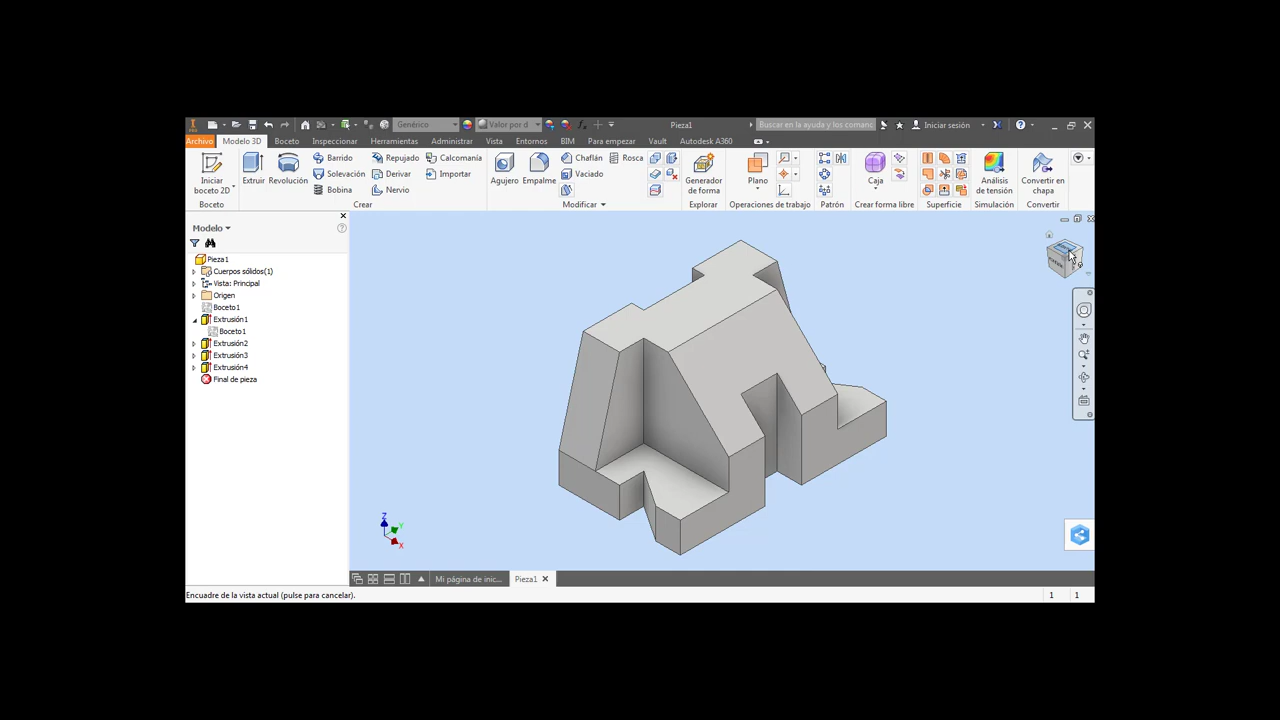 Genérico
Valor por d
Pieza1
Buscar en la ayuda y los comand
Iniciar sesión
Archivo
Modelo 3D
Boceto
Inspeccionar
Herramientas
Administrar
Vista
Entornos
BIM
Para empezar
Vault
Autodesk A360
Iniciar
boceto 2D
Extruir
Revolución
Barrido
Solevación
Bobina
Repujado
Derivar
Nervio
Calcomanía
Importar
Agujero
Empalme
Chaflán
Vaciado
Rosca
Generador
de forma
Plano
Caja
Análisis
de tensión
Convertir en
chapa
Boceto
Crear
Modificar
Explorar
Operaciones de trabajo
Patrón
Crear forma libre
Superficie
Simulación
Convertir
Modelo
Pieza1
Cuerpos sólidos(1)
Vista: Principal
Origen
Boceto1
Extrusión1
Boceto1
Extrusión2
Extrusión3
Extrusión4
Final de pieza
Z
Y
X
Mi página de inic...
Pieza1
Encuadre de la vista actual (pulse para cancelar).
1
1